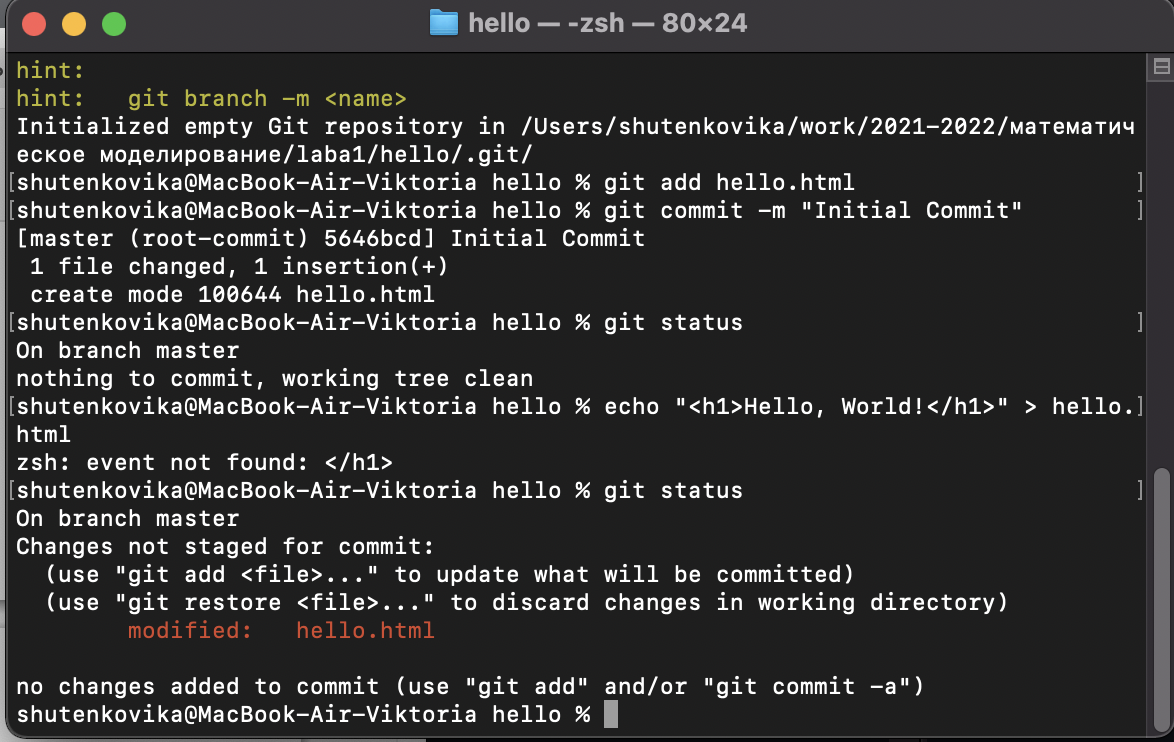 hello — -zsh — 80×24
hint:
hint:   git branch -m <name>
Initialized empty Git repository in /Users/shutenkovika/work/2021-2022/математич
еское моделирование/laba1/hello/.git/
[shutenkovika@MacBook-Air-Viktoria hello % git add hello.html ]
[shutenkovika@MacBook-Air-Viktoria hello % git commit -m "Initial Commit" ]
[master (root-commit) 5646bcd] Initial Commit
 1 file changed, 1 insertion(+)
 create mode 100644 hello.html
[shutenkovika@MacBook-Air-Viktoria hello % git status ]
On branch master
nothing to commit, working tree clean
[shutenkovika@MacBook-Air-Viktoria hello % echo "<h1>Hello, World!</h1>" > hello.]
html
zsh: event not found: </h1>
[shutenkovika@MacBook-Air-Viktoria hello % git status ]
On branch master
Changes not staged for commit:
  (use "git add <file>..." to update what will be committed)
  (use "git restore <file>..." to discard changes in working directory)
        modified:   hello.html

no changes added to commit (use "git add" and/or "git commit -a")
shutenkovika@MacBook-Air-Viktoria hello %